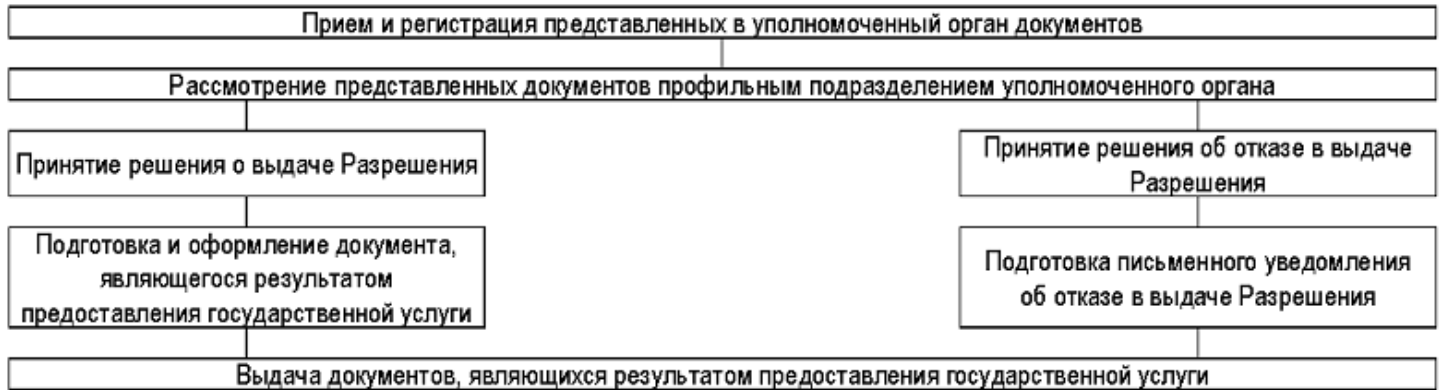 Прием и регистрация представленных в уполномоченный орган документов
Рассмотрение представленных документов профильным подразделением уполномоченного органа
Принятие решения о выдаче Разрешения
Принятие решения об отказе в выдаче
Разрешения
Подготовка и оформление документа,
являющегося результатом
предоставления государственной услуги
Подготовка письменного уведомления
об отказе в выдаче Разрешения
Выдача документов, являющихся результатом предоставления государственной услуги